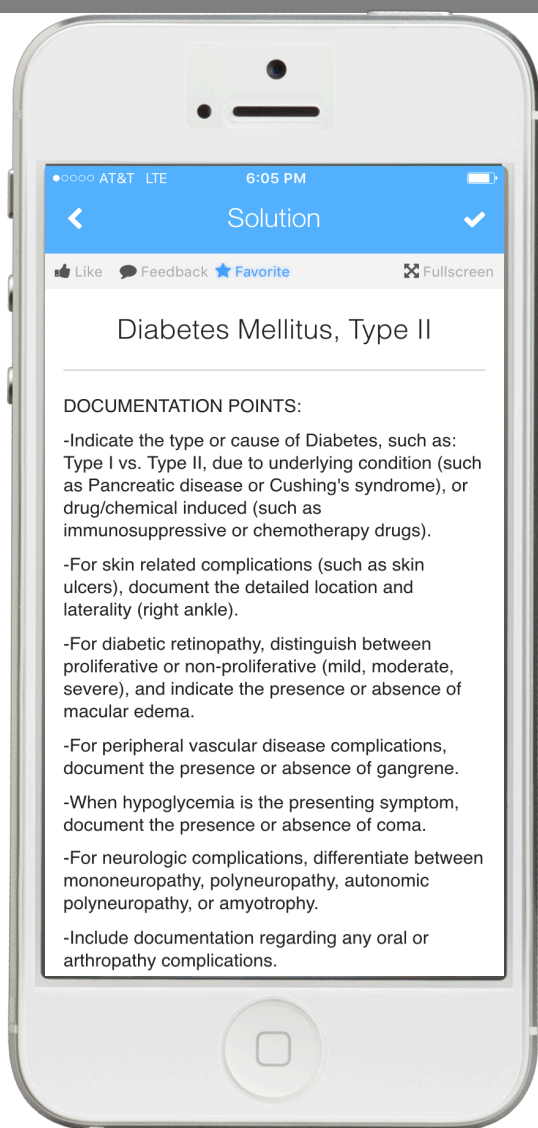 AT&T LTE 6:05 PM
Solution
Like Feedback Favorite Fullscreen
Diabetes Mellitus, Type II
DOCUMENTATION POINTS:
-Indicate the type or cause of Diabetes, such as:
Type I vs. Type II, due to underlying condition (such
as Pancreatic disease or Cushing's syndrome), or
drug/chemical induced (such as
immunosuppressive or chemotherapy drugs).
-For skin related complications (such as skin
ulcers), document the detailed location and
laterality (right ankle).
-For diabetic retinopathy, distinguish between
proliferative or non-proliferative (mild, moderate,
severe), and indicate the presence or absence of
macular edema.
-For peripheral vascular disease complications,
document the presence or absence of gangrene.
-When hypoglycemia is the presenting symptom,
document the presence or absence of coma.
-For neurologic complications, differentiate between
mononeuropathy, polyneuropathy, autonomic
polyneuropathy, or amyotrophy.
-Include documentation regarding any oral or
arthropathy complications.